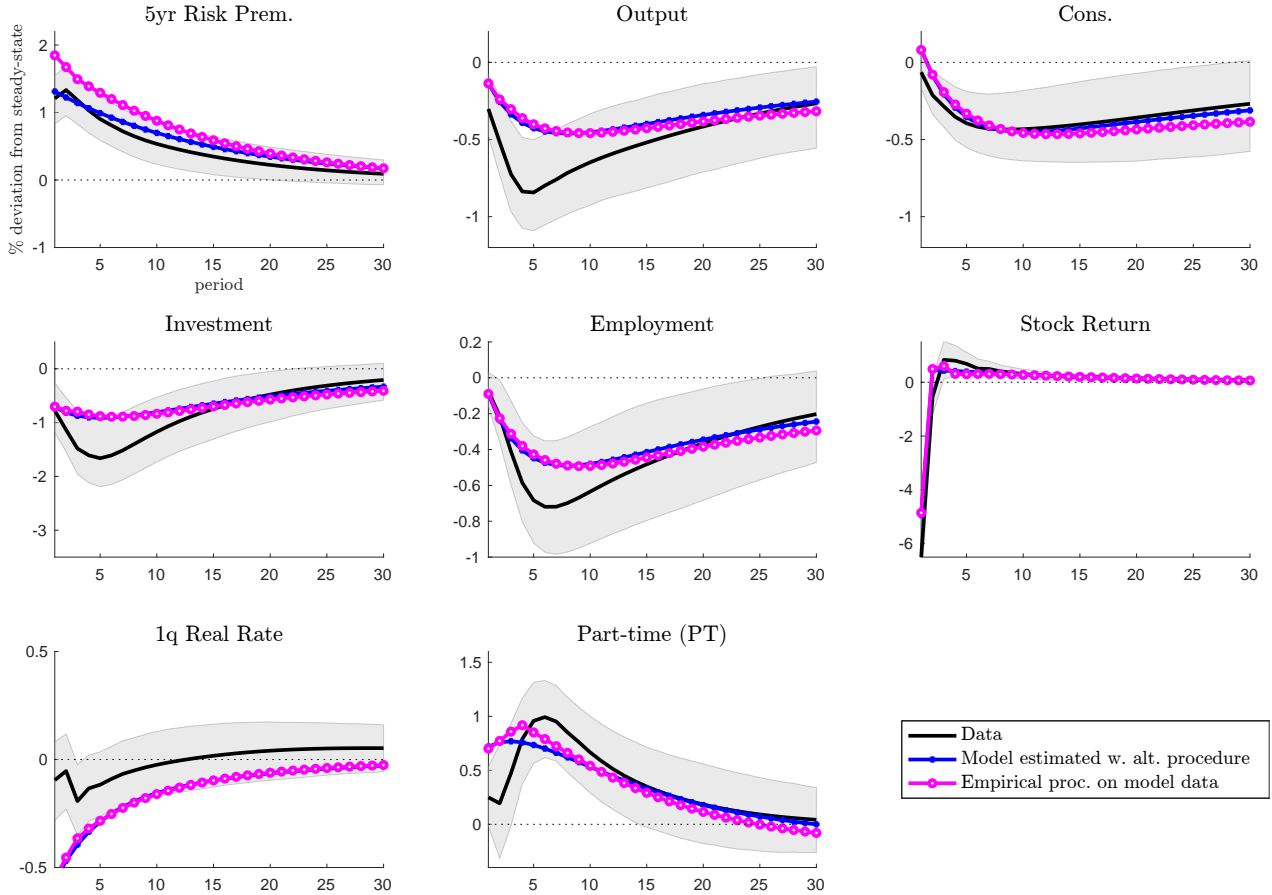 5yr Risk Prem.
Output
Cons.
% deviation from steady-state
2
1
0
-1
5 10 15 20 25 30
period
0
-0.5
-1
5 10 15 20 25 30
0
-0.5
-1
5 10 15 20 25 30
Investment
Employment
Stock Return
0
-1
-2
-3
5 10 15 20 25 30
0.2
0
-0.2
-0.4
-0.6
-0.8
-1
5 10 15 20 25 30
0
-2
-4
-6
5 10 15 20 25 30
1q Real Rate
Part-time (PT)
0.5
0
-0.5
5 10 15 20 25 30
1.5
1
0.5
0
5 10 15 20 25 30
Data
Model estimated w. alt. procedure
Empirical proc. on model data